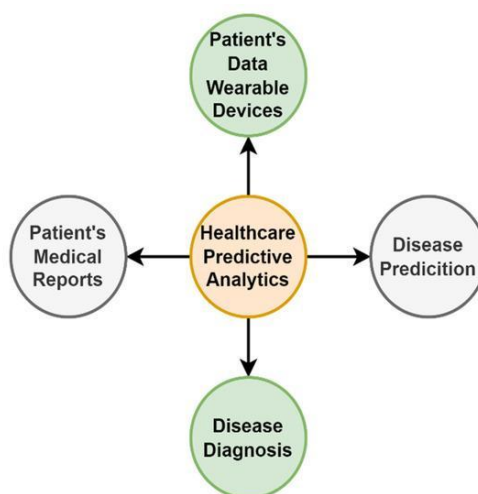 Patient's
Data
Wearable
Devices
Patient's
Medical
Reports
Healthcare
Predictive
Analytics
Disease
Predicition
Disease
Diagnosis